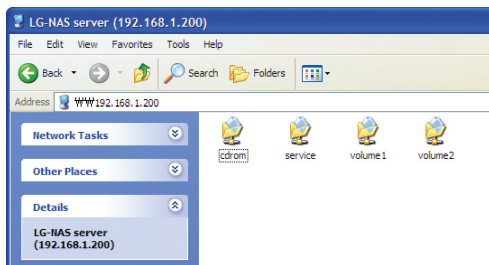 LG-NAS server (192.168.1.200)
File Edit View Favorites Tools Help
Back Search Folders
Address ₩₩192.168.1.200
Network Tasks
Other Places
Details
LG-NAS server
(192.168.1.200)
cdrom service volume1 volume2